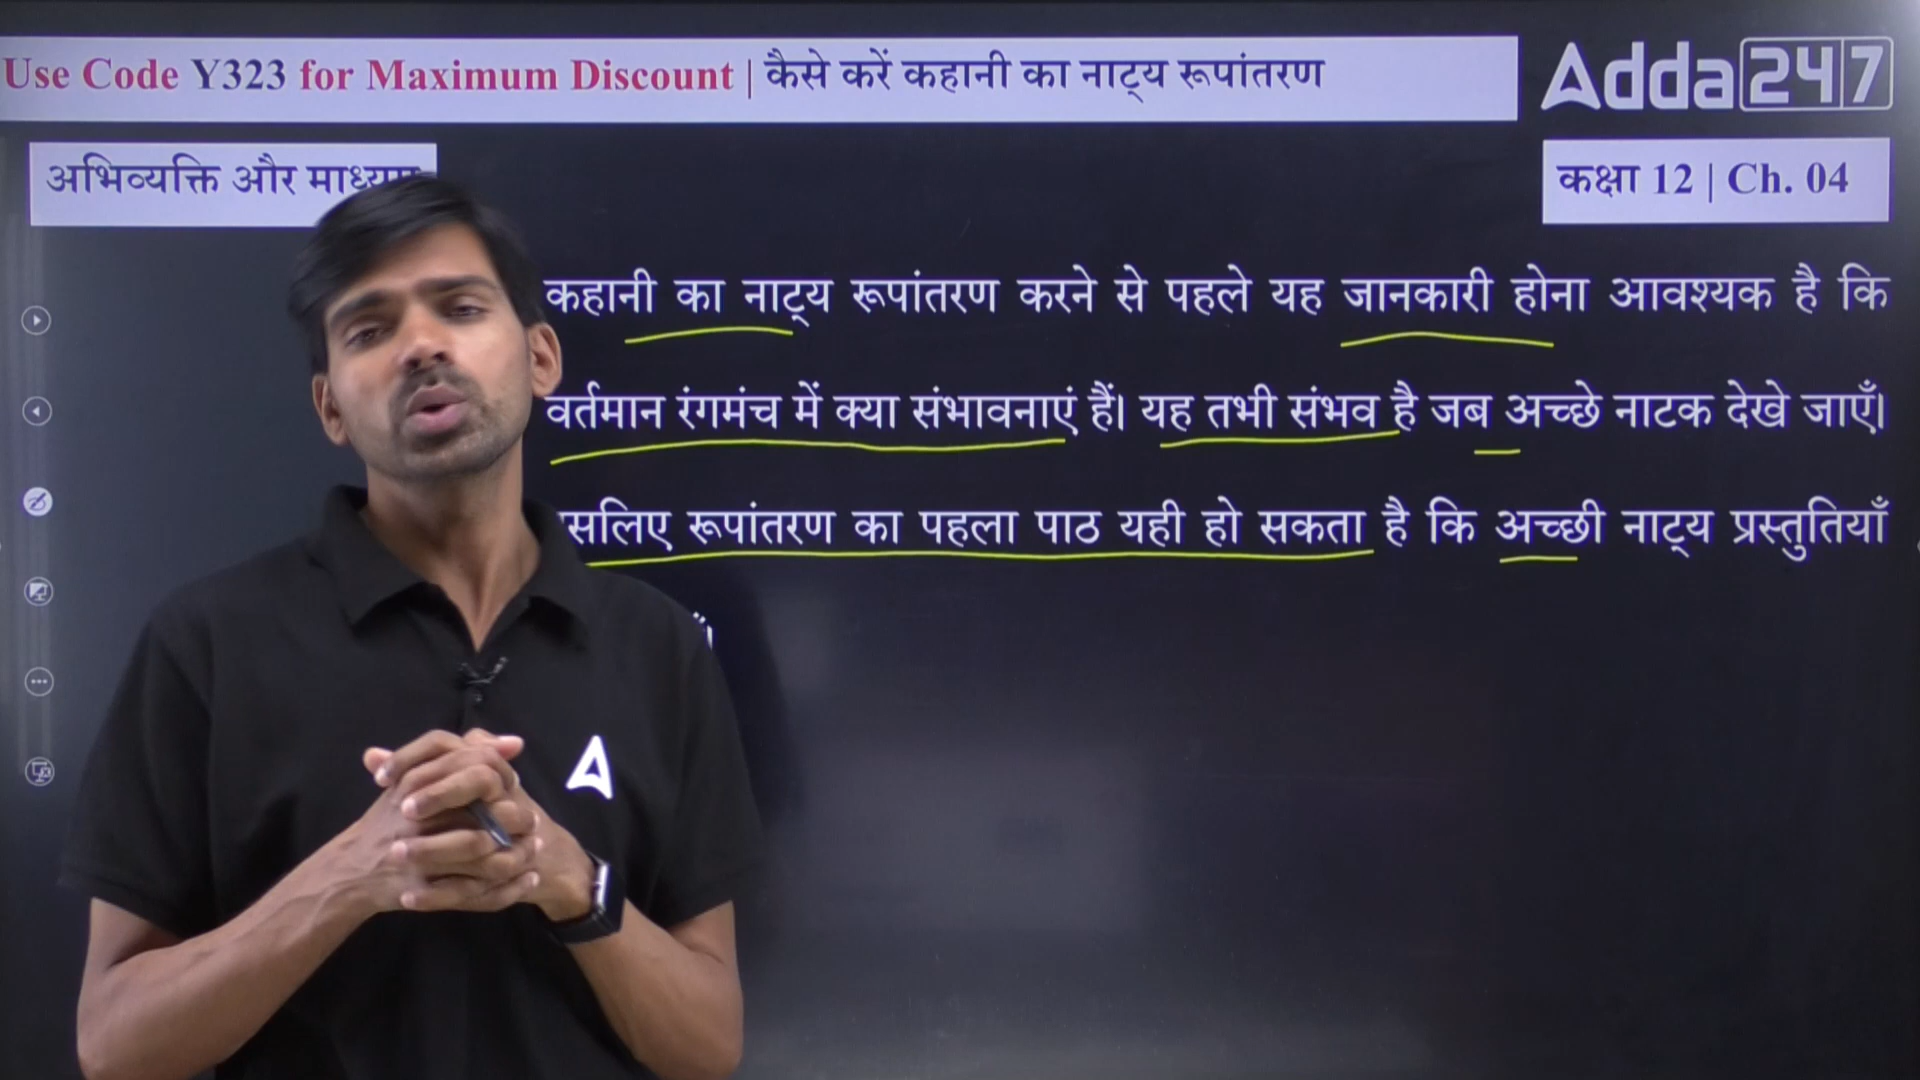 Use Code Y323 for Maximum Discount | कैसे करें कहानी का नाट्य रूपांतरण
Adda247
अभिव्यक्ति और माध्यम
कक्षा 12 | Ch. 04
कहानी का नाट्य रूपांतरण करने से पहले यह जानकारी होना आवश्यक है कि
वर्तमान रंगमंच में क्या संभावनाएं हैं। यह तभी संभव है जब अच्छे नाटक देखे जाएँ।
रूपांतरण का पहला पाठ यही हो सकता है कि अच्छी नाट्य प्रस्तुतियाँ